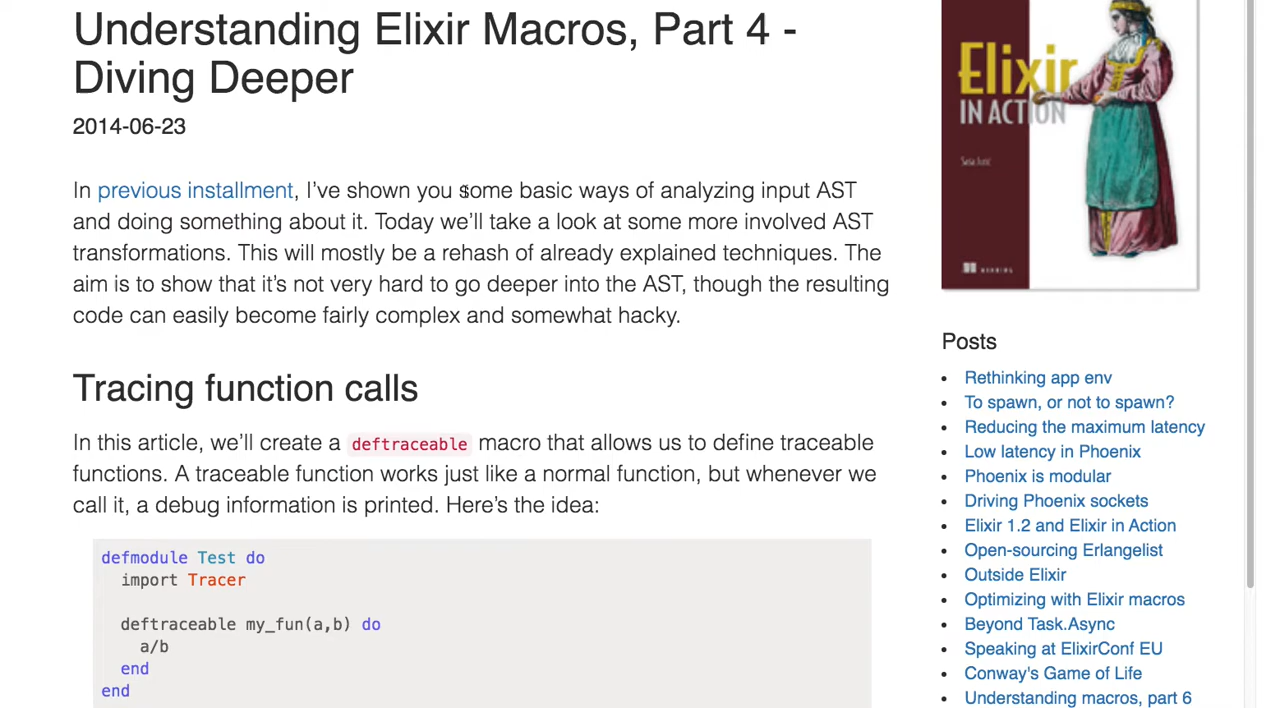 Understanding Elixir Macros, Part 4 -
Diving Deeper
2014-06-23
In previous installment, I’ve shown you some basic ways of analyzing input AST
and doing something about it. Today we’ll take a look at some more involved AST
transformations. This will mostly be a rehash of already explained techniques. The
aim is to show that it’s not very hard to go deeper into the AST, though the resulting
code can easily become fairly complex and somewhat hacky.
Tracing function calls
In this article, we’ll create a deftraceable macro that allows us to define traceable
functions. A traceable function works just like a normal function, but whenever we
call it, a debug information is printed. Here’s the idea:
defmodule Test do
  import Tracer
  deftraceable my_fun(a,b) do
    a/b
  end
end
Elixir
IN ACTION
Saša Jurić
MANNING
Posts
Rethinking app env
To spawn, or not to spawn?
Reducing the maximum latency
Low latency in Phoenix
Phoenix is modular
Driving Phoenix sockets
Elixir 1.2 and Elixir in Action
Open-sourcing Erlangelist
Outside Elixir
Optimizing with Elixir macros
Beyond Task.Async
Speaking at ElixirConf EU
Conway's Game of Life
Understanding macros, part 6